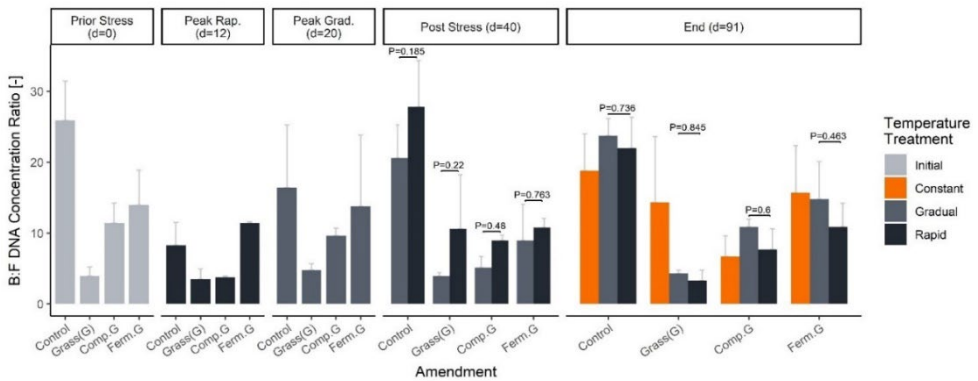 Prior Stress
(d=0)
Peak Rap.
(d=12)
Peak Grad.
(d=20)
Post Stress (d=40)
End (d=91)
B:F DNA Concentration Ratio [-]
30
20
10
0
P=0.185
P=0.22
P=0.48
P=0.763
P=0.736
P=0.845
P=0.6
P=0.463
Control
Grass(G)
Comp.G
Ferm.G
Control
Grass(G)
Comp.G
Ferm.G
Control
Grass(G)
Comp.G
Ferm.G
Control
Grass(G)
Comp.G
Ferm.G
Control
Grass(G)
Comp.G
Ferm.G
Amendment
Temperature
Treatment
Initial
Constant
Gradual
Rapid